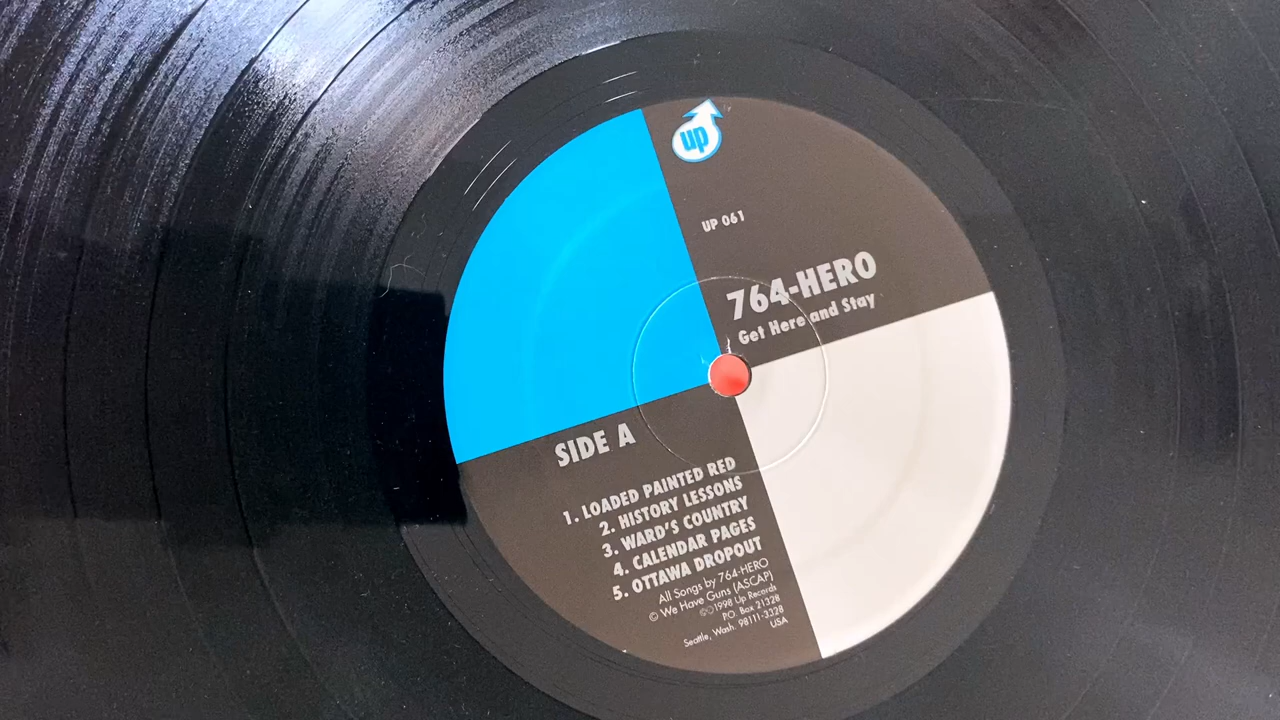 up
UP 061
764-HERO
Get Here and Stay
SIDE A
1. LOADED PAINTED RED
2. HISTORY LESSONS
3. WARD'S COUNTRY
4. CALENDAR PAGES
5. OTTAWA DROPOUT
All Songs by 764-HERO
© We Have Guns (ASCAP)
℗©1998 Up Records
P.O. Box 21328
Seattle, Wash. 98111-3328
USA